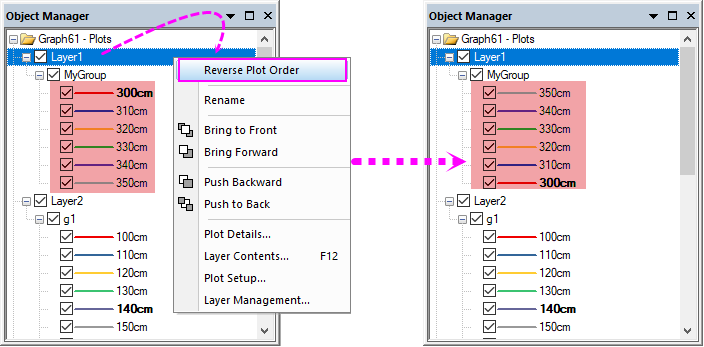 Object Manager
Graph61 - Plots
Layer1
MyGroup
300cm
310cm
320cm
330cm
340cm
350cm
Layer2
g1
100cm
110cm
120cm
130cm
140cm
150cm
Reverse Plot Order
Rename
Bring to Front
Bring Forward
Push Backward
Push to Back
Plot Details...
Layer Contents... F12
Plot Setup...
Layer Management...
Object Manager
Graph61 - Plots
Layer1
MyGroup
350cm
340cm
330cm
320cm
310cm
300cm
Layer2
g1
100cm
110cm
120cm
130cm
140cm
150cm